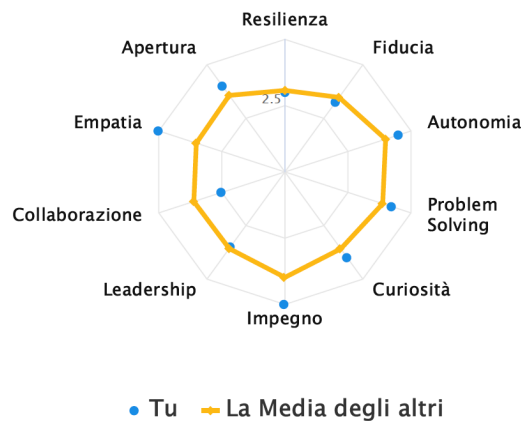 Resilienza
Apertura
Fiducia
2.5
Empatia
Autonomia
Collaborazione
Problem
Solving
Leadership
Curiosità
Impegno
Tu
La Media degli altri